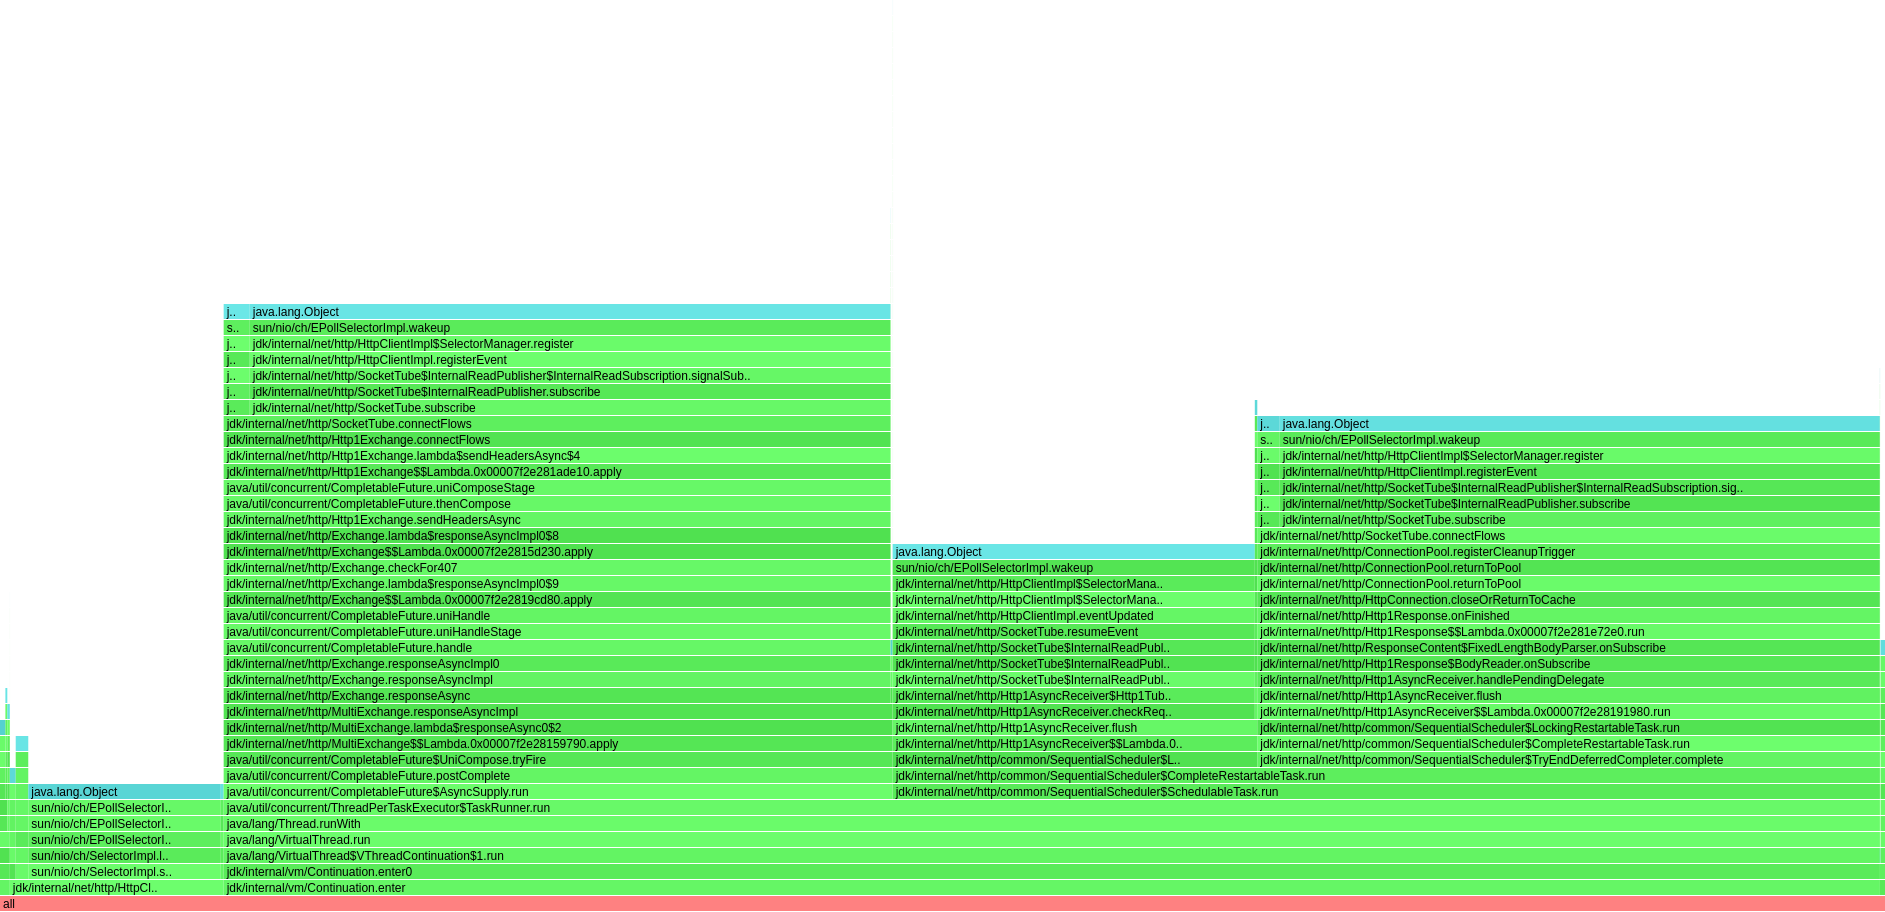 j.. java.lang.Object
s.. sun/nio/ch/EPollSelectorImpl.wakeup
j.. jdk/internal/net/http/HttpClientImpl$SelectorManager.register
j.. jdk/internal/net/http/HttpClientImpl.registerEvent
j.. jdk/internal/net/http/SocketTube$InternalReadPublisher$InternalReadSubscription.signalSub..
j.. jdk/internal/net/http/SocketTube$InternalReadPublisher.subscribe
j.. jdk/internal/net/http/SocketTube.subscribe
jdk/internal/net/http/SocketTube.connectFlows j.. java.lang.Object
jdk/internal/net/http/Http1Exchange.connectFlows s.. sun/nio/ch/EPollSelectorImpl.wakeup
jdk/internal/net/http/Http1Exchange.lambda$sendHeadersAsync$4 j.. jdk/internal/net/http/HttpClientImpl$SelectorManager.register
jdk/internal/net/http/Http1Exchange$$Lambda.0x00007f2e281ade10.apply j.. jdk/internal/net/http/HttpClientImpl.registerEvent
java/util/concurrent/CompletableFuture.uniComposeStage j.. jdk/internal/net/http/SocketTube$InternalReadPublisher$InternalReadSubscription.sig..
java/util/concurrent/CompletableFuture.thenCompose j.. jdk/internal/net/http/SocketTube$InternalReadPublisher.subscribe
jdk/internal/net/http/Http1Exchange.sendHeadersAsync j.. jdk/internal/net/http/SocketTube.subscribe
jdk/internal/net/http/Exchange.lambda$responseAsyncImpl0$8 jdk/internal/net/http/SocketTube.connectFlows
jdk/internal/net/http/Exchange$$Lambda.0x00007f2e2815d230.apply java.lang.Object jdk/internal/net/http/ConnectionPool.registerCleanupTrigger
jdk/internal/net/http/Exchange.checkFor407 sun/nio/ch/EPollSelectorImpl.wakeup jdk/internal/net/http/ConnectionPool.returnToPool
jdk/internal/net/http/Exchange.lambda$responseAsyncImpl0$9 jdk/internal/net/http/HttpClientImpl$SelectorMana.. jdk/internal/net/http/ConnectionPool.returnToPool
jdk/internal/net/http/Exchange$$Lambda.0x00007f2e2819cd80.apply jdk/internal/net/http/HttpClientImpl$SelectorMana.. jdk/internal/net/http/HttpConnection.closeOrReturnToCache
java/util/concurrent/CompletableFuture.uniHandle jdk/internal/net/http/HttpClientImpl.eventUpdated jdk/internal/net/http/Http1Response.onFinished
java/util/concurrent/CompletableFuture.uniHandleStage jdk/internal/net/http/SocketTube.resumeEvent jdk/internal/net/http/Http1Response$$Lambda.0x00007f2e281e72e0.run
java/util/concurrent/CompletableFuture.handle jdk/internal/net/http/SocketTube$InternalReadPubl.. jdk/internal/net/http/ResponseContent$FixedLengthBodyParser.onSubscribe
jdk/internal/net/http/Exchange.responseAsyncImpl0 jdk/internal/net/http/SocketTube$InternalReadPubl.. jdk/internal/net/http/Http1Response$BodyReader.onSubscribe
jdk/internal/net/http/Exchange.responseAsyncImpl jdk/internal/net/http/SocketTube$InternalReadPubl.. jdk/internal/net/http/Http1AsyncReceiver.handlePendingDelegate
jdk/internal/net/http/Exchange.responseAsync jdk/internal/net/http/Http1AsyncReceiver$Http1Tub.. jdk/internal/net/http/Http1AsyncReceiver.flush
jdk/internal/net/http/MultiExchange.responseAsyncImpl jdk/internal/net/http/Http1AsyncReceiver.checkReq.. jdk/internal/net/http/Http1AsyncReceiver$$Lambda.0x00007f2e28191980.run
jdk/internal/net/http/MultiExchange.lambda$responseAsync0$2 jdk/internal/net/http/Http1AsyncReceiver.flush jdk/internal/net/http/common/SequentialScheduler$LockingRestartableTask.run
jdk/internal/net/http/MultiExchange$$Lambda.0x00007f2e28159790.apply jdk/internal/net/http/Http1AsyncReceiver$$Lambda.0.. jdk/internal/net/http/common/SequentialScheduler$CompleteRestartableTask.run
java/util/concurrent/CompletableFuture$UniCompose.tryFire jdk/internal/net/http/common/SequentialScheduler$L.. jdk/internal/net/http/common/SequentialScheduler$TryEndDeferredCompleter.complete
java/util/concurrent/CompletableFuture.postComplete jdk/internal/net/http/common/SequentialScheduler$CompleteRestartableTask.run
java.lang.Object java/util/concurrent/CompletableFuture$AsyncSupply.run jdk/internal/net/http/common/SequentialScheduler$SchedulableTask.run
sun/nio/ch/EPollSelectorI.. java/util/concurrent/ThreadPerTaskExecutor$TaskRunner.run
sun/nio/ch/EPollSelectorI.. java/lang/Thread.runWith
sun/nio/ch/EPollSelectorI.. java/lang/VirtualThread.run
sun/nio/ch/SelectorImpl.l.. java/lang/VirtualThread$VThreadContinuation$1.run
sun/nio/ch/SelectorImpl.s.. jdk/internal/vm/Continuation.enter0
jdk/internal/net/http/HttpCl.. jdk/internal/vm/Continuation.enter
all